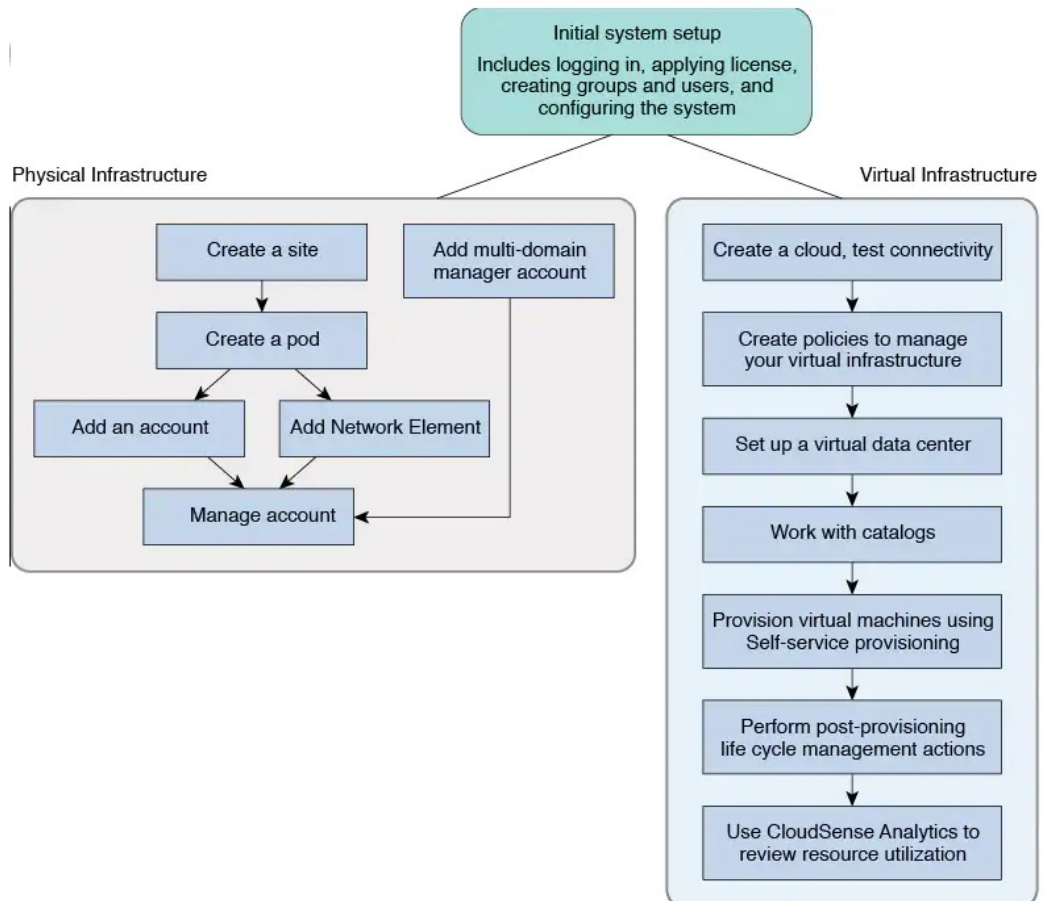 Initial system setup
Includes logging in, applying license,
creating groups and users, and
configuring the system
Physical Infrastructure
Create a site
Add multi-domain
manager account
Create a pod
Add an account
Add Network Element
Manage account
Virtual Infrastructure
Create a cloud, test connectivity
Create policies to manage
your virtual infrastructure
Set up a virtual data center
Work with catalogs
Provision virtual machines using
Self-service provisioning
Perform post-provisioning
life cycle management actions
Use CloudSense Analytics to
review resource utilization